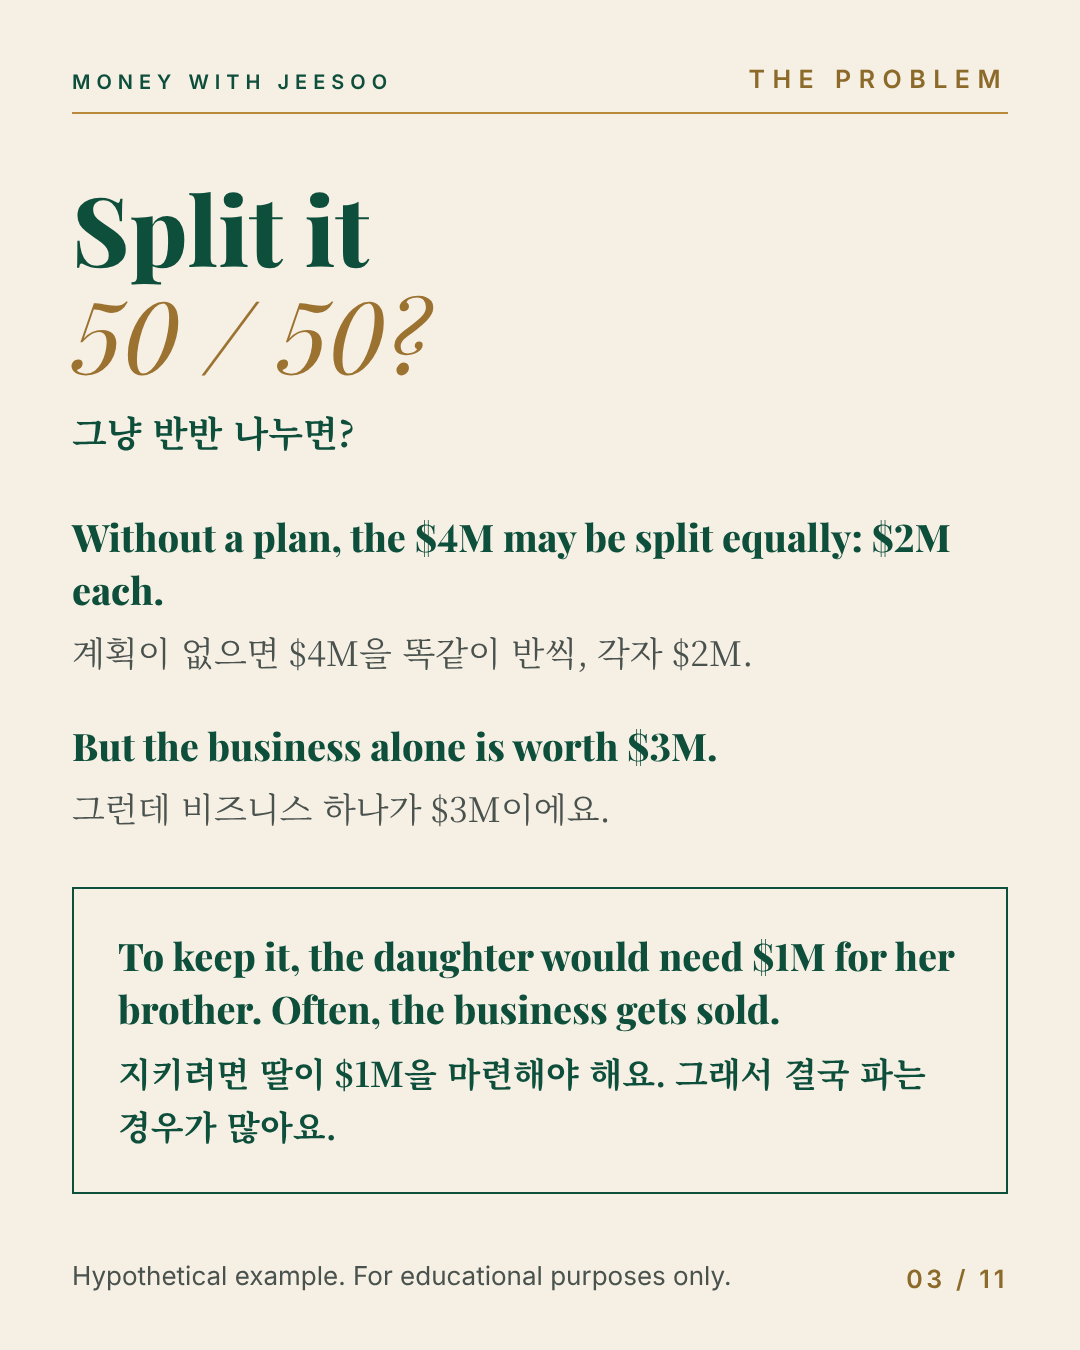 MONEY WITH JEESOO
THE PROBLEM
Split it
50 / 50?
그냥 반반 나누면?
Without a plan, the $4M may be split equally: $2M
each.
계획이 없으면 $4M을 똑같이 반씩, 각자 $2M.
But the business alone is worth $3M.
그런데 비즈니스 하나가 $3M이에요.
To keep it, the daughter would need $1M for her
brother. Often, the business gets sold.
지키려면 딸이 $1M을 마련해야 해요. 그래서 결국 파는
경우가 많아요.
Hypothetical example. For educational purposes only.
03 / 11